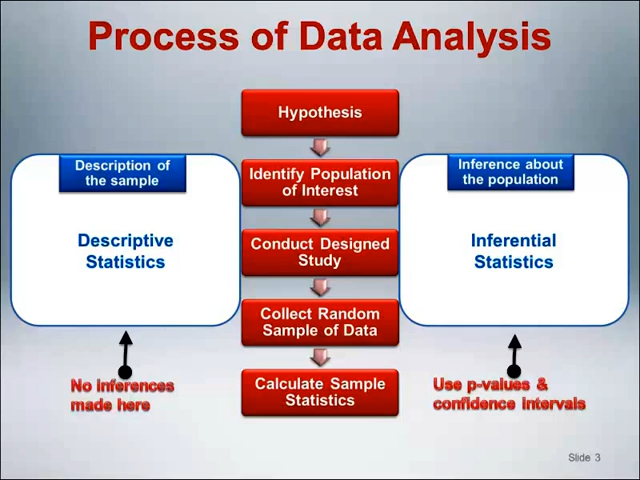 Process of Data Analysis
Hypothesis
Identify Population
of Interest
Conduct Designed
Study
Collect Random
Sample of Data
Calculate Sample
Statistics
Description of
the sample
Descriptive
Statistics
No inferences
made here
Inference about
the population
Inferential
Statistics
Use p-values &
confidence intervals
Slide 3